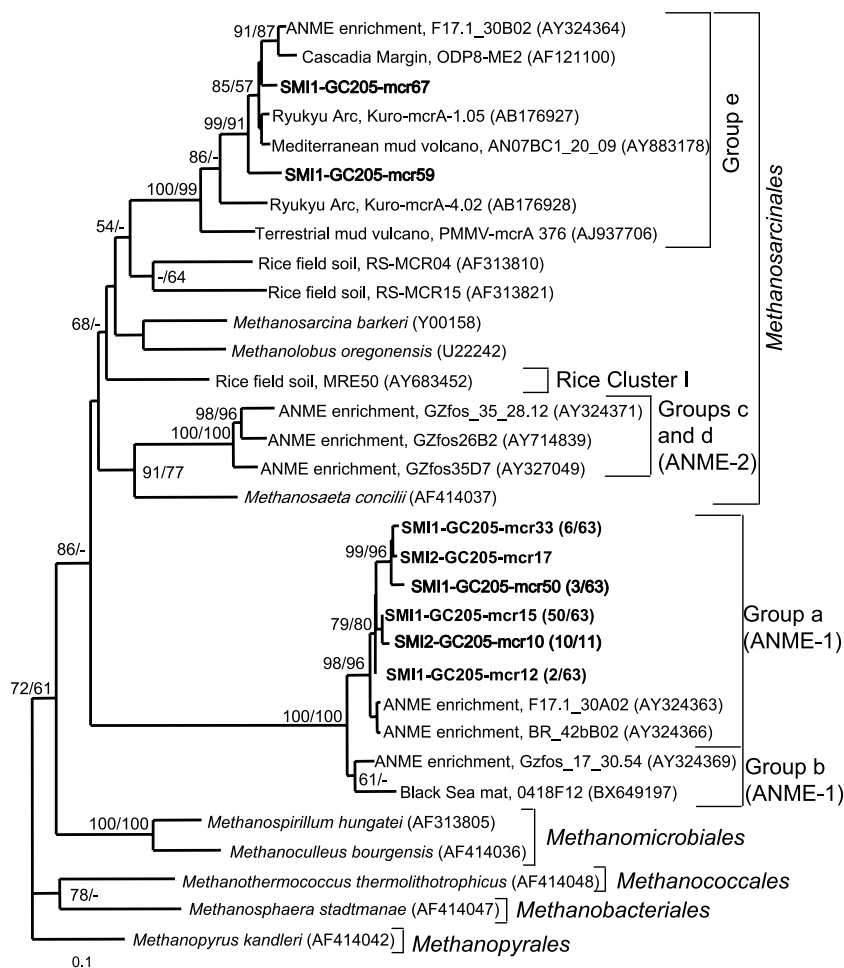 91/87
ANME enrichment, F17.1_30B02 (AY324364)
Cascadia Margin, ODP8-ME2 (AF121100)
85/57
SMI1-GC205-mcr67
Ryukyu Arc, Kuro-mcrA-1.05 (AB176927)
99/91
Mediterranean mud volcano, AN07BC1_20_09 (AY883178)
86/-
SMI1-GC205-mcr59
100/99
Ryukyu Arc, Kuro-mcrA-4.02 (AB176928)
Terrestrial mud vulcano, PMMV-mcrA 376 (AJ937706)
Group e
54/-
Rice field soil, RS-MCR04 (AF313810)
-/64
Rice field soil, RS-MCR15 (AF313821)
68/-
Methanosarcina barkeri (Y00158)
Methanolobus oregonensis (U22242)
Rice field soil, MRE50 (AY683452)
Rice Cluster I
98/96
ANME enrichment, GZfos_35_28.12 (AY324371)
100/100
ANME enrichment, GZfos26B2 (AY714839)
ANME enrichment, GZfos35D7 (AY327049)
Groups c
and d
(ANME-2)
91/77
Methanosaeta concilii (AF414037)
Methanosarcinales
86/-
SMI1-GC205-mcr33 (6/63)
99/96
SMI2-GC205-mcr17
SMI1-GC205-mcr50 (3/63)
79/80
SMI1-GC205-mcr15 (50/63)
SMI2-GC205-mcr10 (10/11)
98/96
SMI1-GC205-mcr12 (2/63)
ANME enrichment, F17.1_30A02 (AY324363)
100/100
ANME enrichment, BR_42bB02 (AY324366)
Group a
(ANME-1)
ANME enrichment, Gzfos_17_30.54 (AY324369)
61/-
Black Sea mat, 0418F12 (BX649197)
Group b
(ANME-1)
72/61
100/100
Methanospirillum hungatei (AF313805)
Methanoculleus bourgensis (AF414036)
Methanomicrobiales
Methanothermococcus thermolithotrophicus (AF414048)
Methanococcales
78/-
Methanosphaera stadtmanae (AF414047)
Methanobacteriales
Methanopyrus kandleri (AF414042)
Methanopyrales
0.1